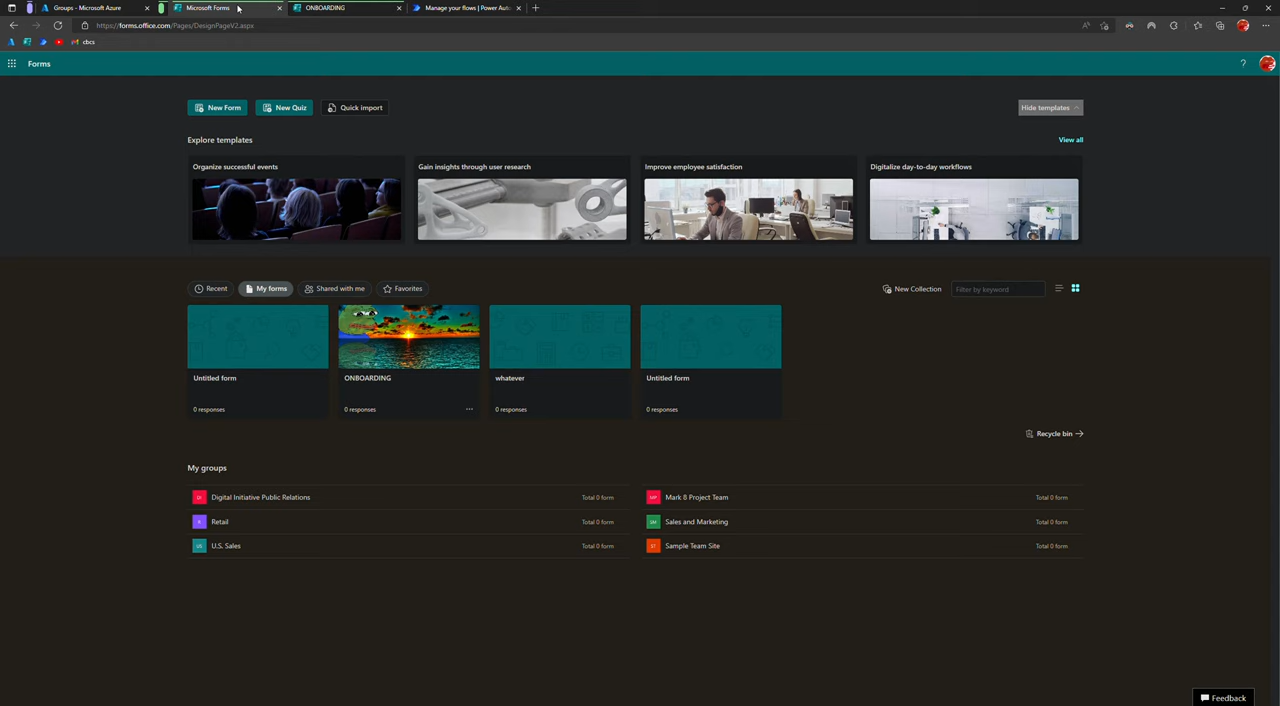 Groups - Microsoft Azure
Microsoft Forms
ONBOARDING
Manage your flows | Power Auto
https://forms.office.com/Pages/DesignPageV2.aspx
cbcs
Forms
?
New Form
New Quiz
Quick import
Hide templates
Explore templates
View all
Organize successful events
Gain insights through user research
Improve employee satisfaction
Digitalize day-to-day workflows
Recent
My forms
Shared with me
Favorites
New Collection
Filter by keyword
Untitled form
ONBOARDING
whatever
Untitled form
0 responses
0 responses
0 responses
0 responses
Recycle bin
My groups
DI Digital Initiative Public Relations Total 0 form
MP Mark 8 Project Team Total 0 form
R Retail Total 0 form
SM Sales and Marketing Total 0 form
US U.S. Sales Total 0 form
ST Sample Team Site Total 0 form
Feedback